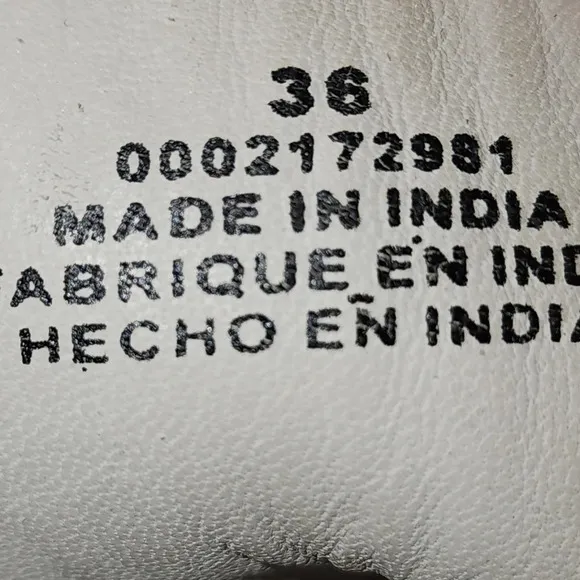 36
0002172981
MADE IN INDIA
FABRIQUE EN IND
HECHO EN INDIA